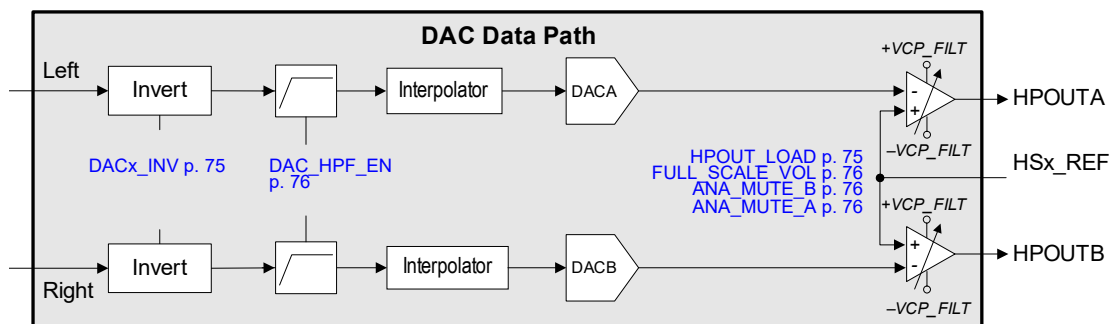 DAC Data Path
Left
Invert
Interpolator
DACA
+VCP_FILT
-
+
–VCP_FILT
HPOUTA
DACx_INV p. 75
DAC_HPF_EN
p. 76
HPOUT_LOAD p. 75
FULL_SCALE_VOL p. 76
ANA_MUTE_B p. 76
ANA_MUTE_A p. 76
HSx_REF
Right
Invert
Interpolator
DACB
+VCP_FILT
+
-
–VCP_FILT
HPOUTB